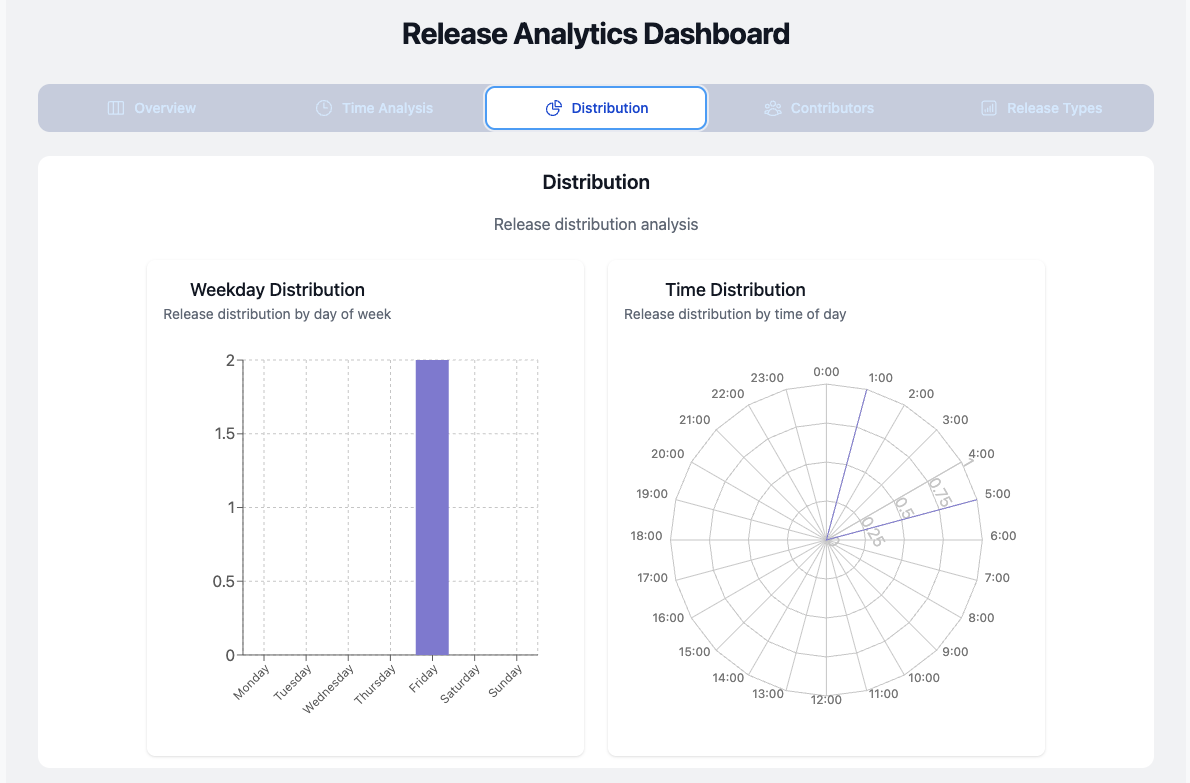 Release Analytics Dashboard
Overview
Time Analysis
Distribution
Contributors
Release Types
Distribution
Release distribution analysis
Weekday Distribution
Release distribution by day of week
2
1.5
1
0.5
0
Monday
Tuesday
Wednesday
Thursday
Friday
Saturday
Sunday
Time Distribution
Release distribution by time of day
0:00
1:00
2:00
3:00
4:00
5:00
6:00
7:00
8:00
9:00
10:00
11:00
12:00
13:00
14:00
15:00
16:00
17:00
18:00
19:00
20:00
21:00
22:00
23:00
0
0.25
0.5
0.75
1